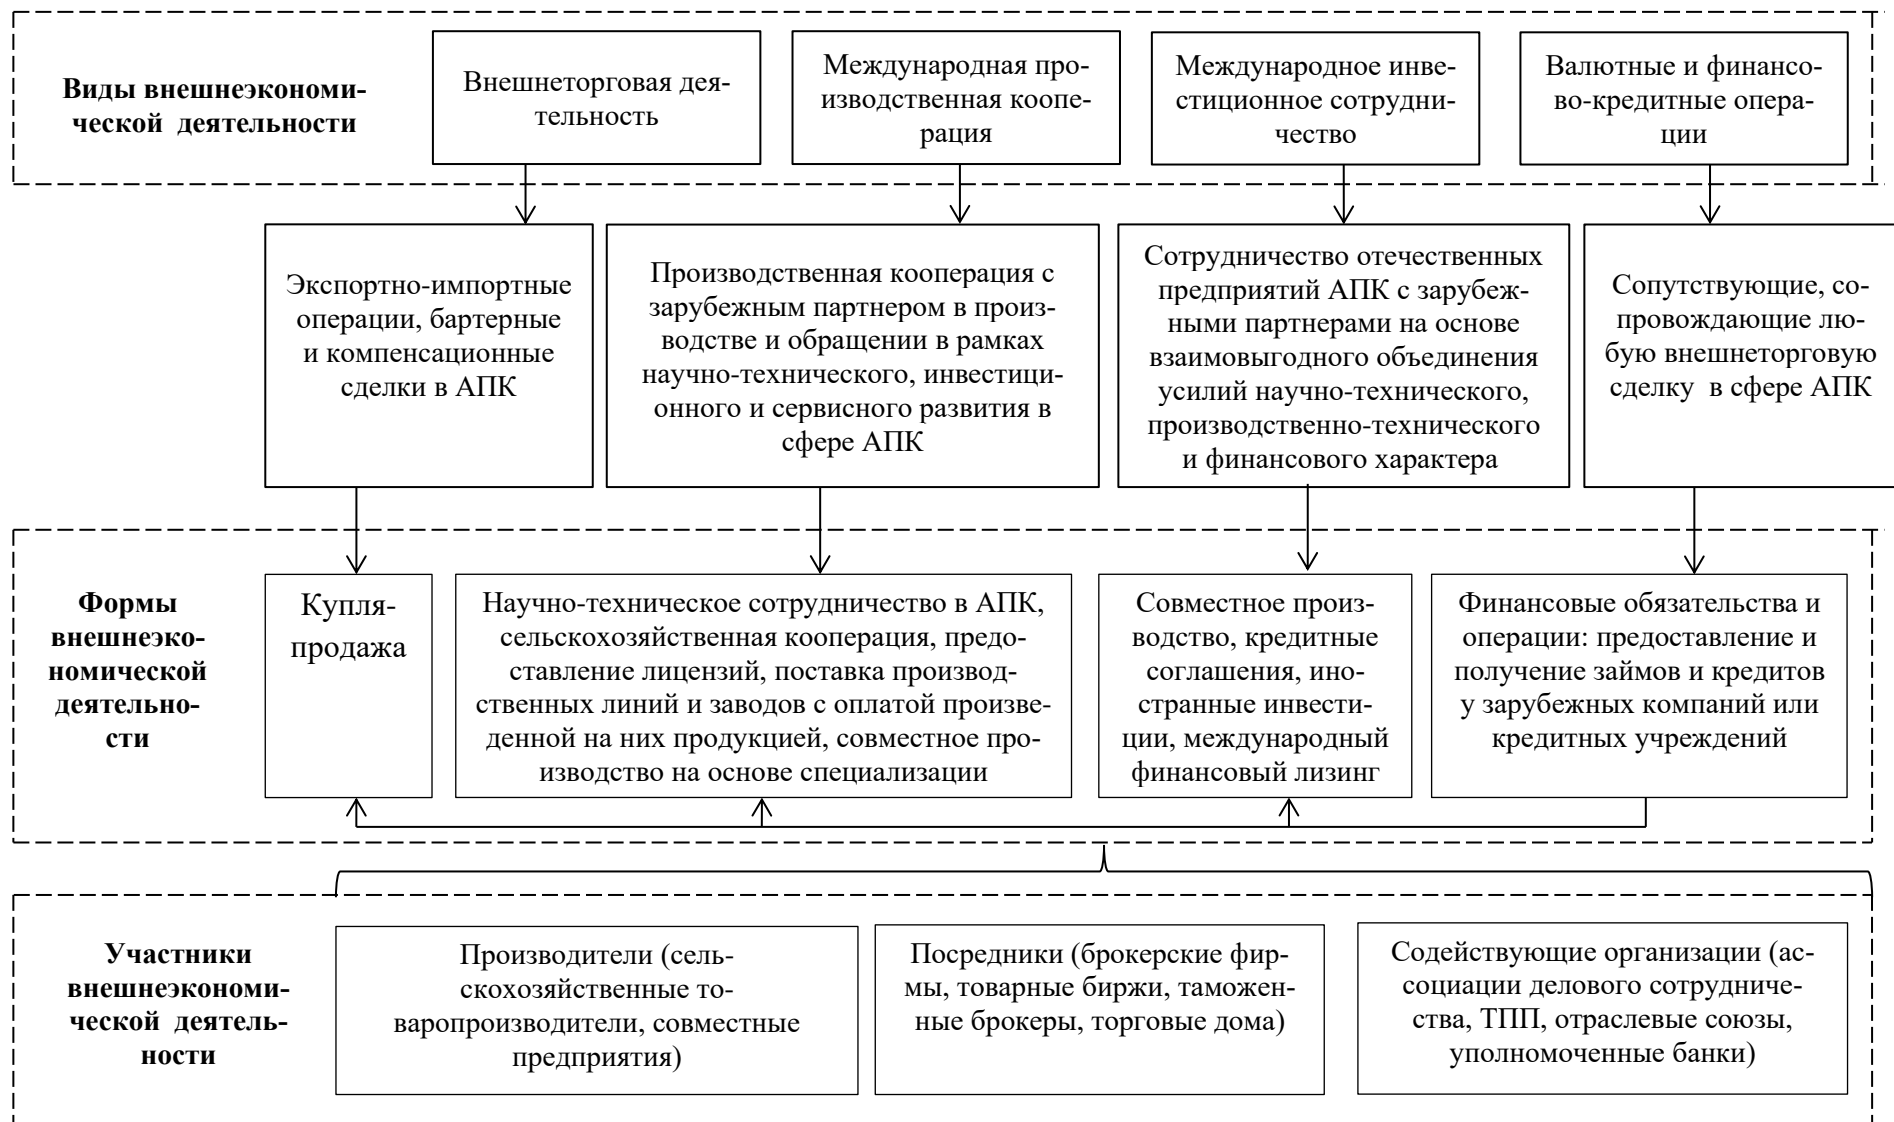 Виды внешнеэкономи-
ческой деятельности
Внешнеторговая дея-
тельность
Международная про-
изводственная коопе-
рация
Международное инве-
стиционное сотрудни-
чество
Валютные и финансо-
во-кредитные опера-
ции
Экспортно-импортные
операции, бартерные
и компенсационные
сделки в АПК
Производственная кооперация с
зарубежным партнером в произ-
водстве и обращении в рамках
научно-технического, инвестици-
онного и сервисного развития в
сфере АПК
Сотрудничество отечественных
предприятий АПК с зарубеж-
ными партнерами на основе
взаимовыгодного объединения
усилий научно-технического,
производственно-технического
и финансового характера
Сопутствующие, со-
провождающие лю-
бую внешнеторговую
сделку в сфере АПК
Формы
внешнеэко-
номической
деятельно-
сти
Купля-
продажа
Научно-техническое сотрудничество в АПК,
сельскохозяйственная кооперация, предо-
ставление лицензий, поставка производ-
ственных линий и заводов с оплатой произве-
денной на них продукцией, совместное про-
изводство на основе специализации
Совместное произ-
водство, кредитные
соглашения, ино-
странные инвести-
ции, международный
финансовый лизинг
Финансовые обязательства и
операции: предоставление и
получение займов и кредитов
у зарубежных компаний или
кредитных учреждений
Участники
внешнеэкономи-
ческой деятель-
ности
Производители (сель-
скохозяйственные то-
варопроизводители, совместные
предприятия)
Посредники (брокерские фир-
мы, товарные биржи, таможен-
ные брокеры, торговые дома)
Содействующие организации (ас-
социации делового сотрудниче-
ства, ТПП, отраслевые союзы,
уполномоченные банки)